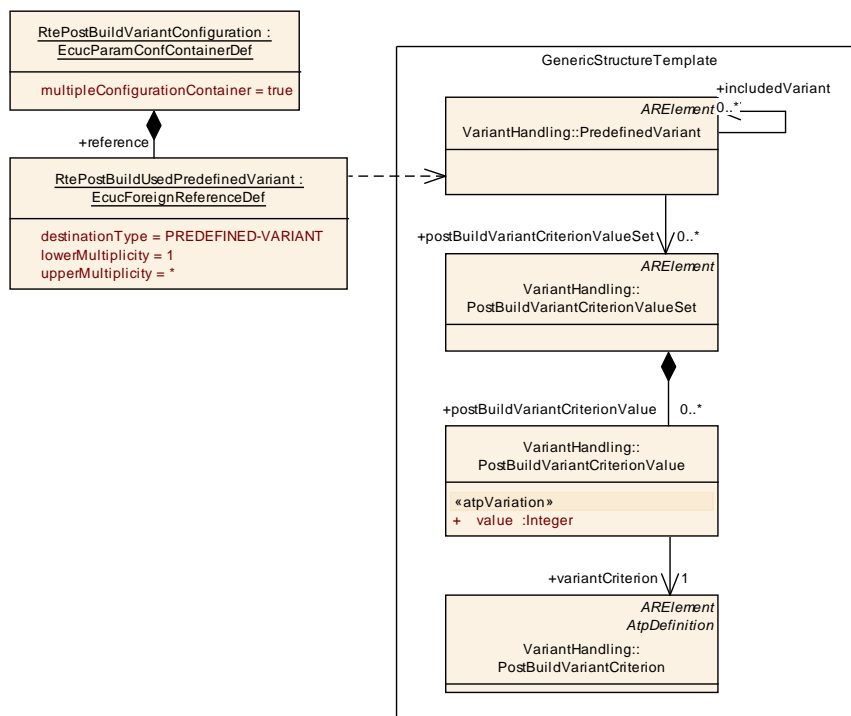 RtePostBuildVariantConfiguration :
EcucParamConfContainerDef
multipleConfigurationContainer = true
+reference
RtePostBuildUsedPredefinedVariant :
EcucForeignReferenceDef
destinationType = PREDEFINED-VARIANT
lowerMultiplicity = 1
upperMultiplicity = *
GenericStructureTemplate
+includedVariant
0..*
ARElement
VariantHandling::PredefinedVariant
+postBuildVariantCriterionValueSet
0..*
ARElement
VariantHandling::
PostBuildVariantCriterionValueSet
+postBuildVariantCriterionValue
0..*
VariantHandling::
PostBuildVariantCriterionValue
«atpVariation»
+ value :Integer
+variantCriterion
1
ARElement
AtpDefinition
VariantHandling::
PostBuildVariantCriterion